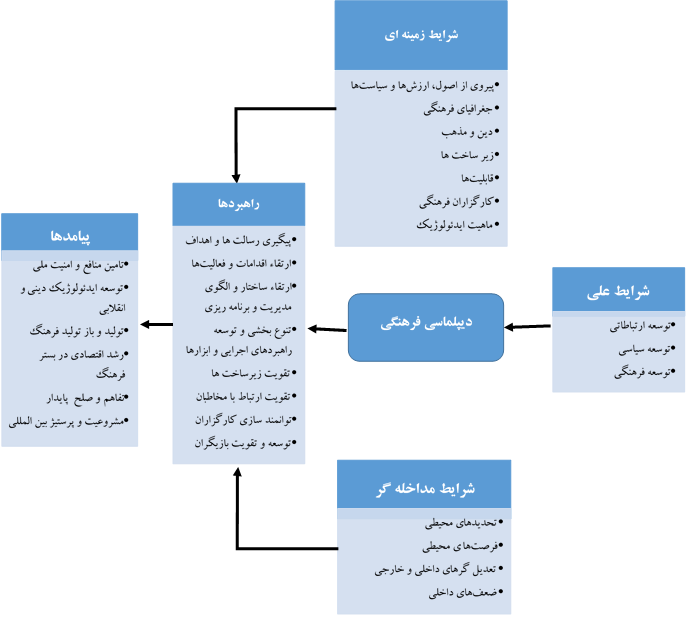 شرایط زمینه ای
•پیروی از اصول، ارزش‌ها و سیاست‌ها
•جغرافیای فرهنگی
•دین و مذهب
•زیر ساخت ها
•قابلیت‌ها
•کارگزاران فرهنگی
•ماهیت ایدئولوژیک
شرایط علی
•توسعه ارتباطاتی
•توسعه سیاسی
•توسعه فرهنگی
دیپلماسی فرهنگی
راهبردها
•پیگیری رسالت ها و اهداف
•ارتقاء اقدامات و فعالیت‌ها
•ارتقاء ساختار و الگوی
مدیریت و برنامه ریزی
•تنوع بخشی و توسعه
راهبردهای اجرایی و ابزارها
•تقویت زیرساخت ها
•تقویت ارتباط با مخاطبان
•توانمند سازی کارگزاران
•توسعه و تقویت بازیگران
پیامدها
•تامین منافع و امنیت ملی
•توسعه ایدئولوژیک دینی و
انقلابی
•تولید و باز تولید فرهنگ
•رشد اقتصادی در بستر
فرهنگ
•تفاهم و صلح پایدار
•مشروعیت و پرستیژ بین المللی
شرایط مداخله گر
•تحدیدهای محیطی
•فرصت‌های محیطی
•تعدیل گرهای داخلی و خارجی
•ضعف‌های داخلی